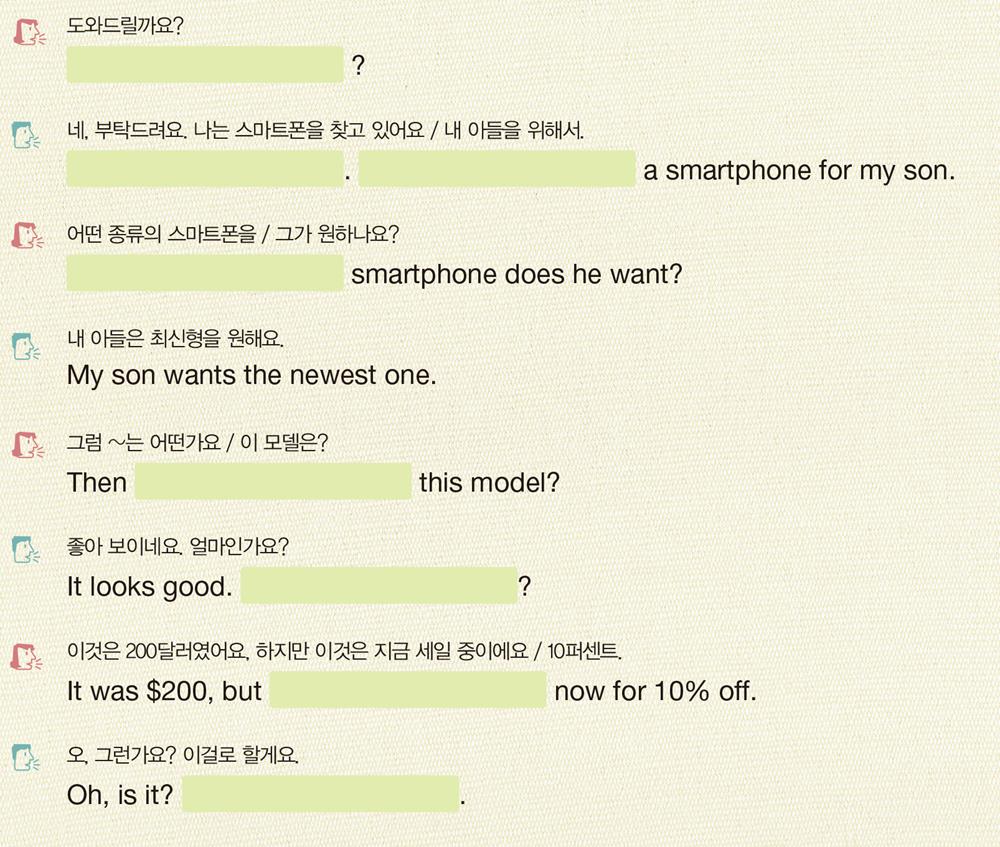 도와드릴까요?
?
네, 부탁드려요. 나는 스마트폰을 찾고 있어요 / 내 아들을 위해서.
. a smartphone for my son.
어떤 종류의 스마트폰을 / 그가 원하나요?
smartphone does he want?
내 아들은 최신형을 원해요.
My son wants the newest one.
그럼 ~는 어떤가요 / 이 모델은?
Then this model?
좋아 보이네요. 얼마인가요?
It looks good. ?
이것은 200달러였어요, 하지만 이것은 지금 세일 중이에요 / 10퍼센트.
It was $200, but now for 10% off.
오, 그런가요? 이걸로 할게요.
Oh, is it? .